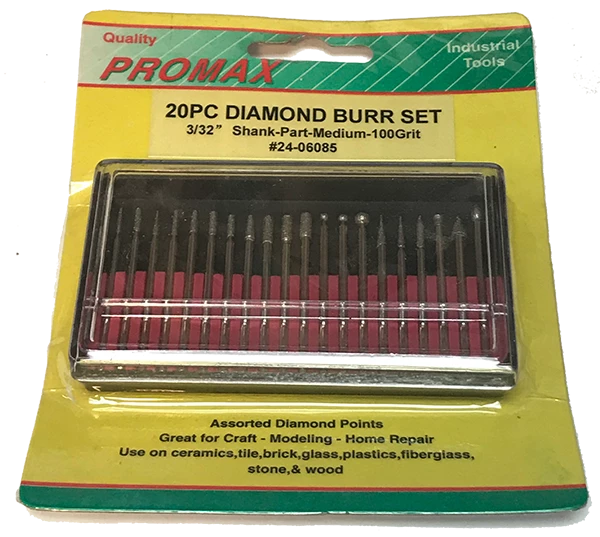 Quality
PROMAX
Industrial
Tools
20PC DIAMOND BURR SET
3/32” Shank-Part-Medium-100Grit
#24-06085
Assorted Diamond Points
Great for Craft - Modeling - Home Repair
Use on ceramics,tile,brick,glass,plastics,fiberglass,
stone,& wood